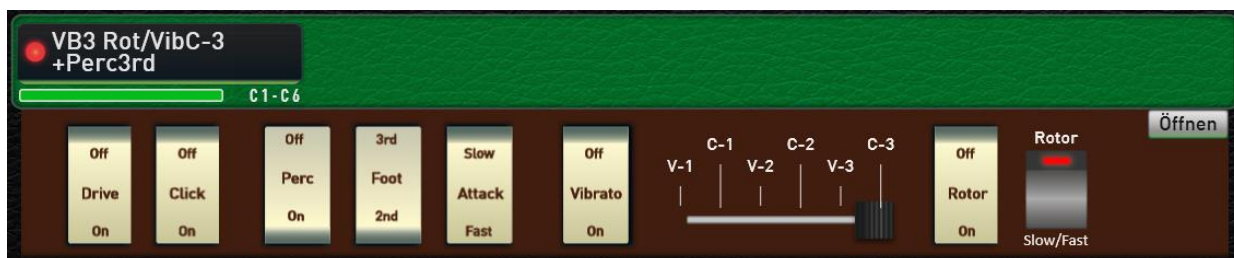 VB3 Rot/VibC-3
+Perc3rd
C1-C6
Öffnen
Off
Drive
On
Off
Click
On
Off
Perc
On
3rd
Foot
2nd
Slow
Attack
Fast
Off
Vibrato
On
V-1
C-1
V-2
C-2
V-3
C-3
Off
Rotor
On
Rotor
Slow/Fast